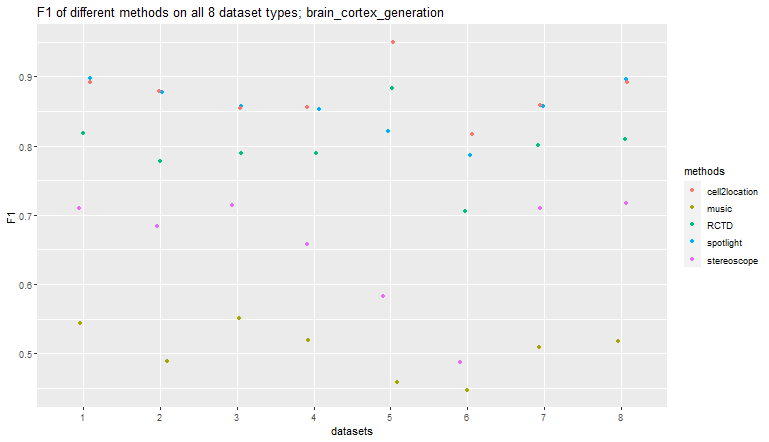 F1 of different methods on all 8 dataset types; brain_cortex_generation
F1
0.9
0.8
0.7
0.6
0.5
1 2 3 4 5 6 7 8
datasets
methods
cell2location
music
RCTD
spotlight
stereoscope